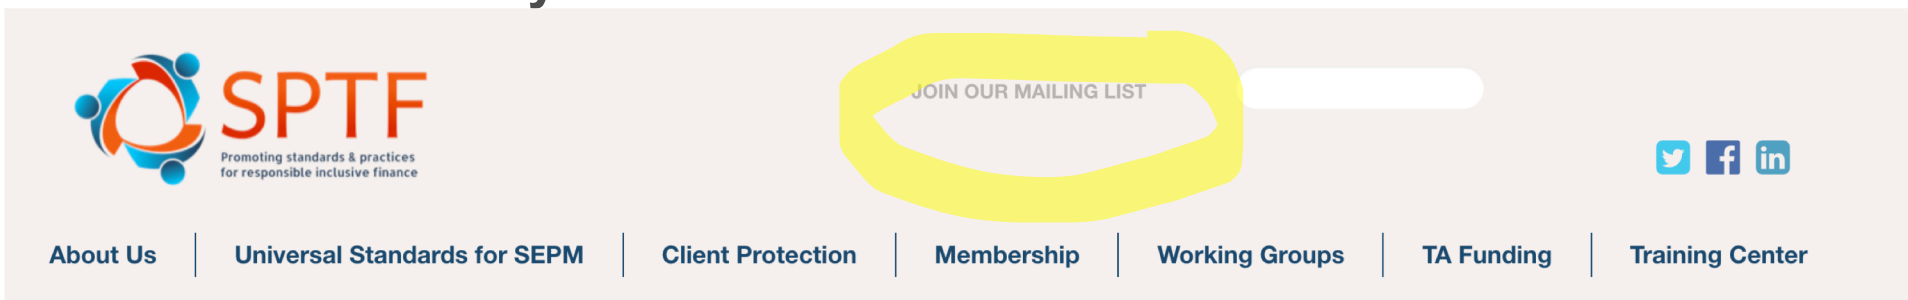 SPTF
Promoting standards & practices
for responsible inclusive finance
JOIN OUR MAILING LIST
About Us
Universal Standards for SEPM
Client Protection
Membership
Working Groups
TA Funding
Training Center